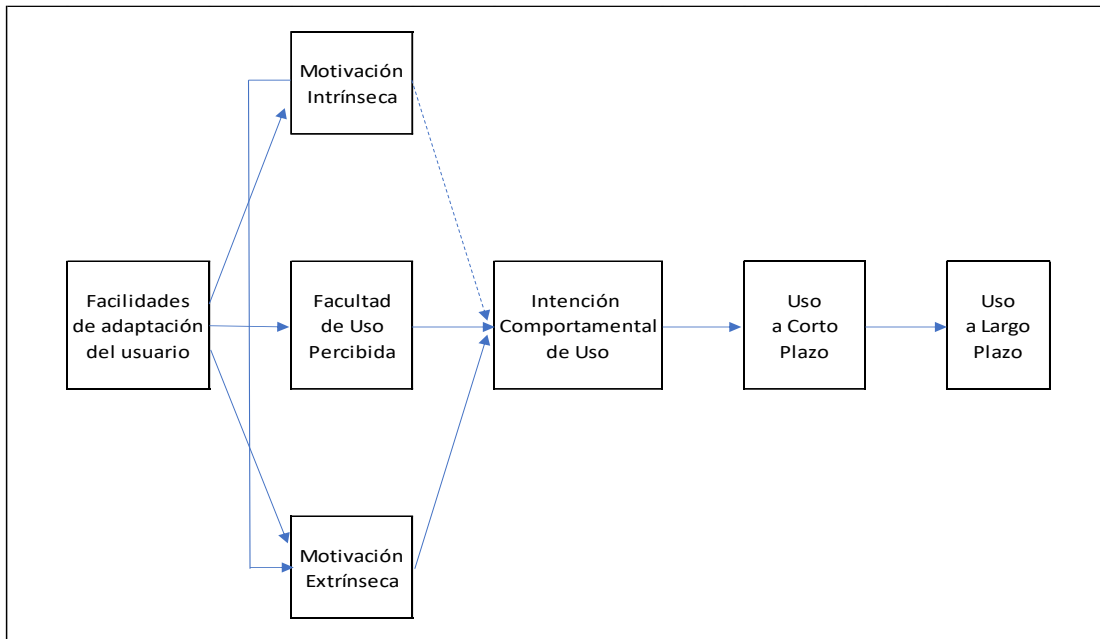 Motivación
Intrínseca
Facilidades
de adaptación
del usuario
Facultad
de Uso
Percibida
Intención
Comportamental
de Uso
Uso
a Corto
Plazo
Uso
a Largo
Plazo
Motivación
Extrínseca